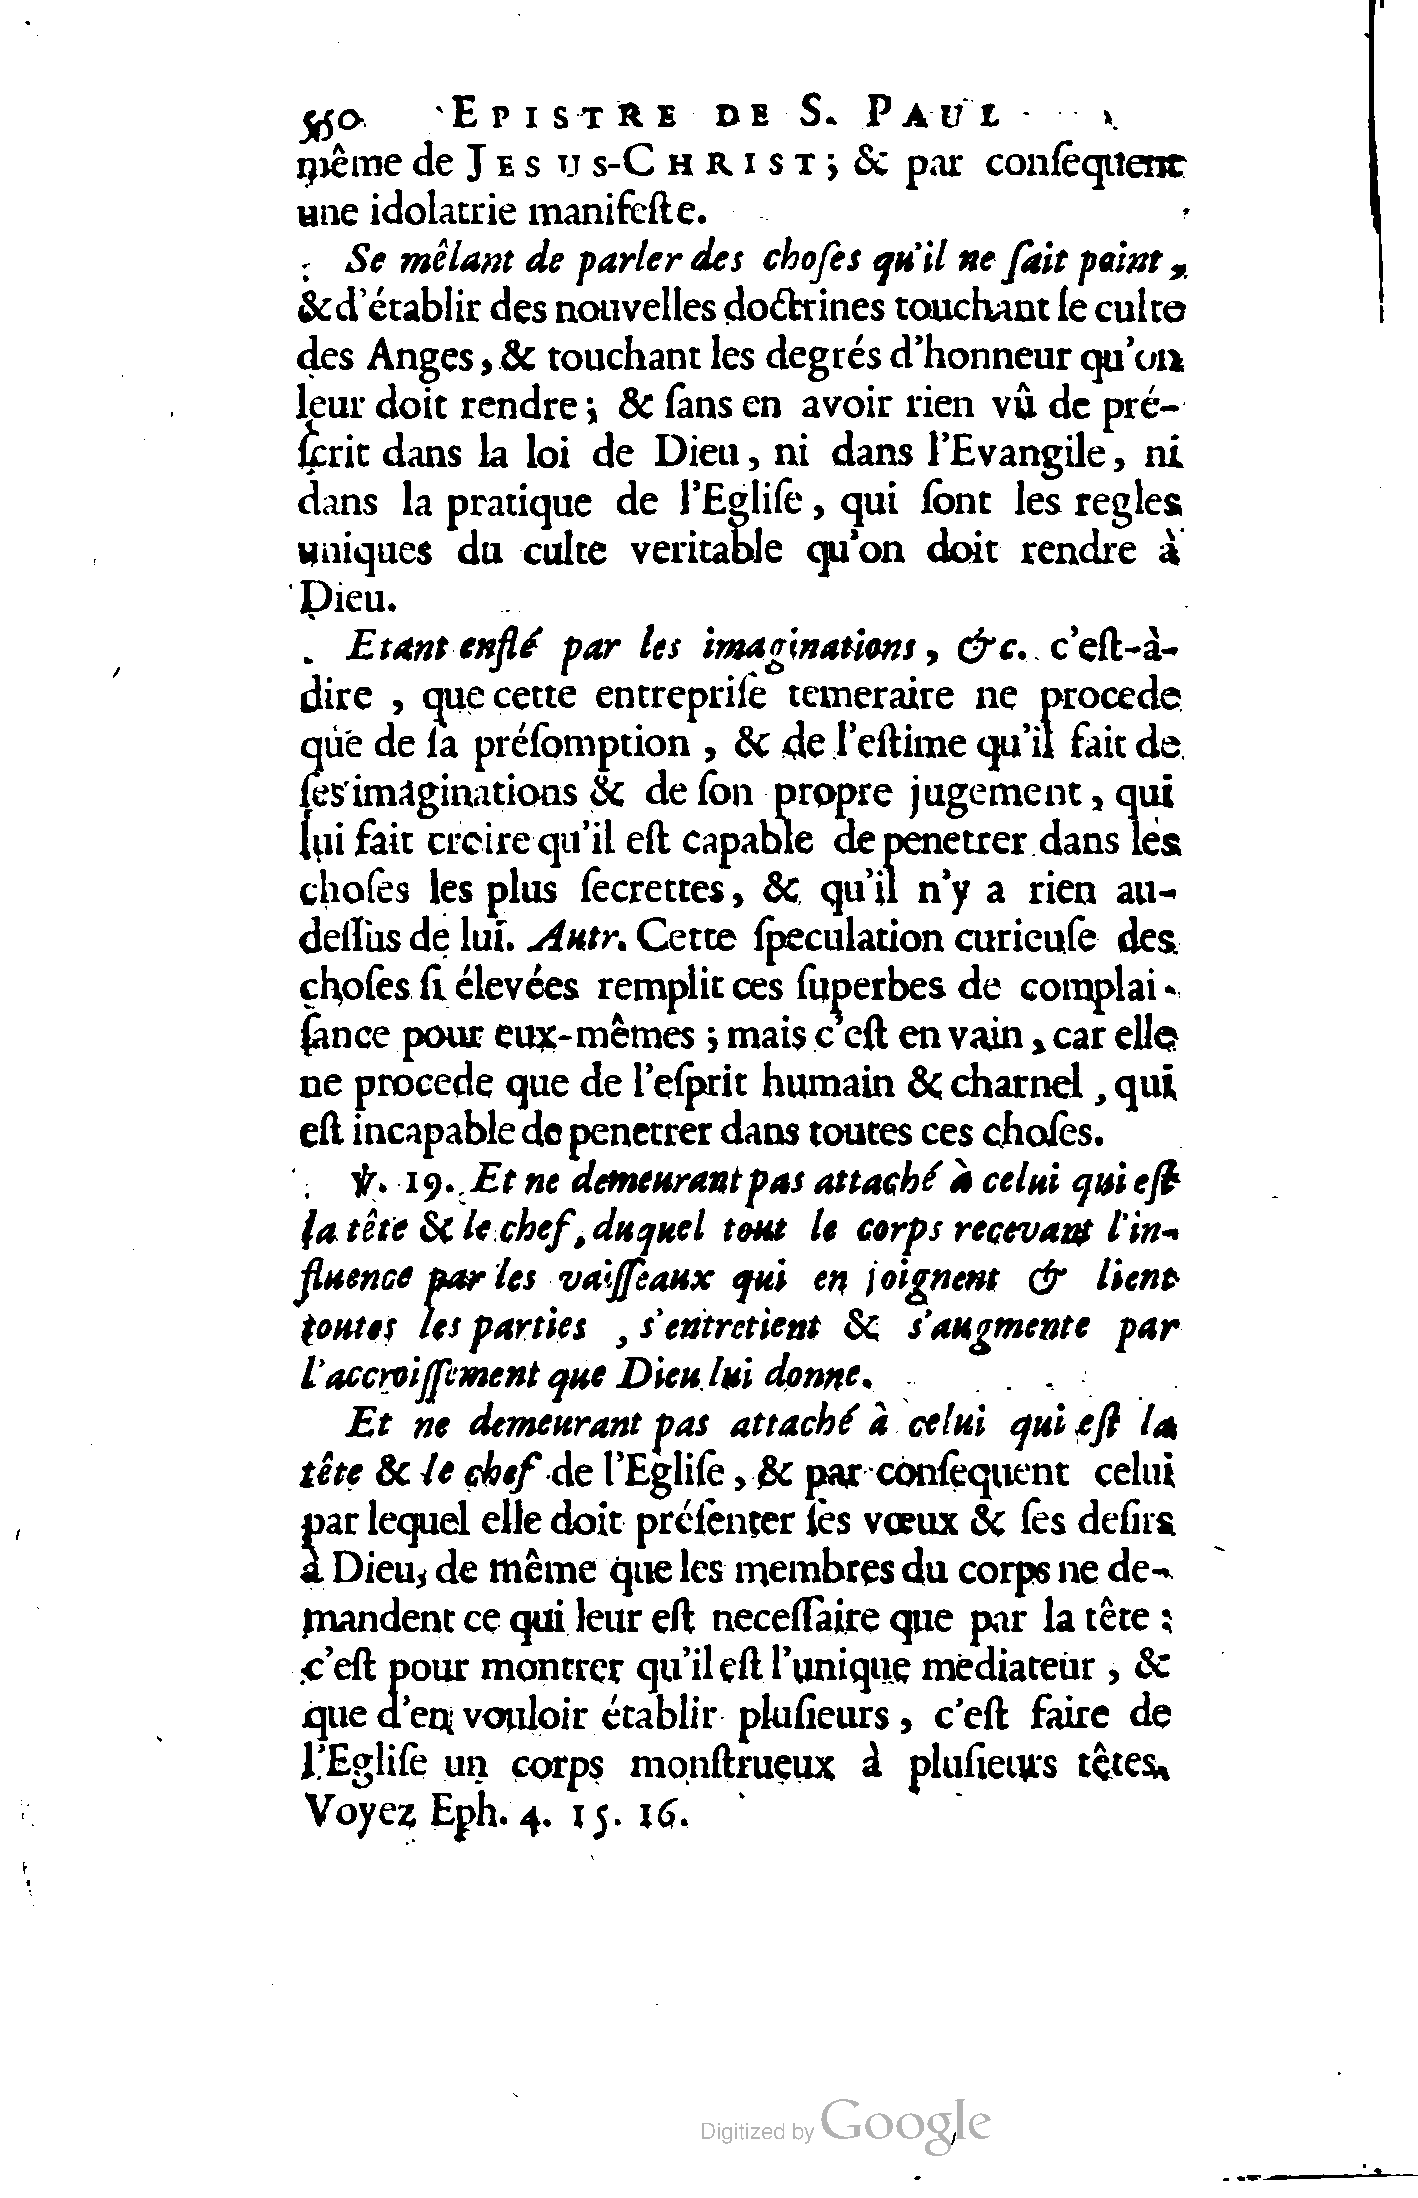 560 EPISTRE DE S. PAUL
même de JESUS-CHRIST; & par conſequent
une idolatrie manifeſte.
Se mêlant de parler des choſes qu'il ne ſait point,
& d'établir des nouvelles doctrines touchant le culte
des Anges, & touchant les degrés d'honneur qu'on
leur doit rendre; & ſans en avoir rien vû de pré-
ſcrit dans la loi de Dieu, ni dans l'Evangile, ni
dans la pratique de l'Egliſe, qui ſont les regles
uniques du culte veritable qu'on doit rendre à
Dieu.
Etant enflé par les imaginations, &c. c'eſt-à-
dire, que cette entrepriſe temeraire ne procede
que de ſa préſomption, & de l'eſtime qu'il fait de
ſes imaginations & de ſon propre jugement, qui
lui fait croire qu'il eſt capable de penetrer dans les
choſes les plus ſecrettes, & qu'il n'y a rien au-
deſſus de lui. Autr. Cette ſpeculation curieuſe des
choſes ſi élevées remplit ces ſuperbes de complai-
ſance pour eux-mêmes; mais c'eſt en vain, car elle
ne procede que de l'eſprit humain & charnel, qui
eſt incapable de penetrer dans toutes ces choſes.
℣. 19. Et ne demeurant pas attaché à celui qui eſt
la tête & le chef, duquel tout le corps recevant l'in-
fluence par les vaiſſeaux qui en joignent & lient
toutes les parties, s'entretient & s'augmente par
l'accroiſſement que Dieu lui donne.
Et ne demeurant pas attaché à celui qui eſt la
tête & le chef de l'Egliſe, & par conſequent celui
par lequel elle doit préſenter ſes vœux & ſes deſirs
à Dieu, de même que les membres du corps ne de-
mandent ce qui leur eſt neceſſaire que par la tête:
c'eſt pour montrer qu'il eſt l'unique mediateur, &
que d'en vouloir établir pluſieurs, c'eſt faire de
l'Egliſe un corps monſtrueux à pluſieurs têtes.
Voyez Eph. 4. 15. 16.
Digitized by Google